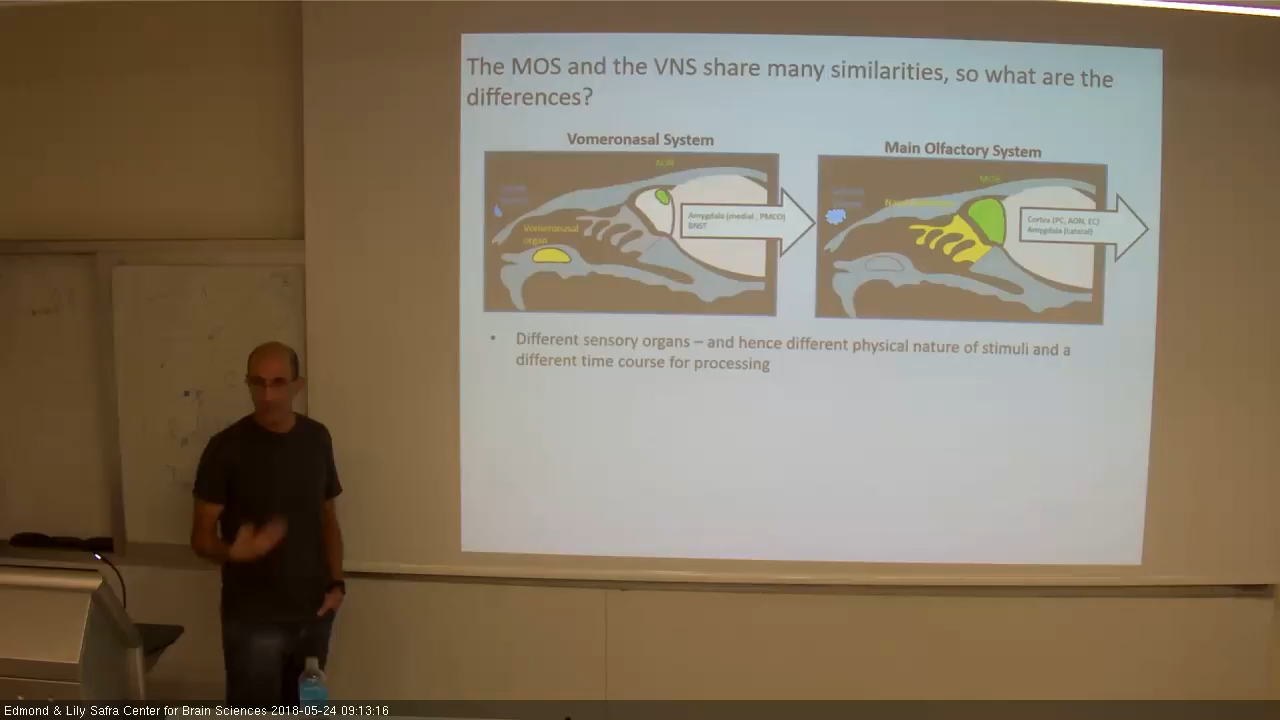 The MOS and the VNS share many similarities, so what are the
differences?
Vomeronasal System
Main Olfactory System
AOB
MOB
Vomeronasal
organ
Amygdala (medial , PMCO)
BNST
Cortex (PC, AON, EC)
Amygdala (lateral)
• Different sensory organs – and hence different physical nature of stimuli and a
different time course for processing
Edmond & Lily Safra Center for Brain Sciences 2018-05-24 09:13:16